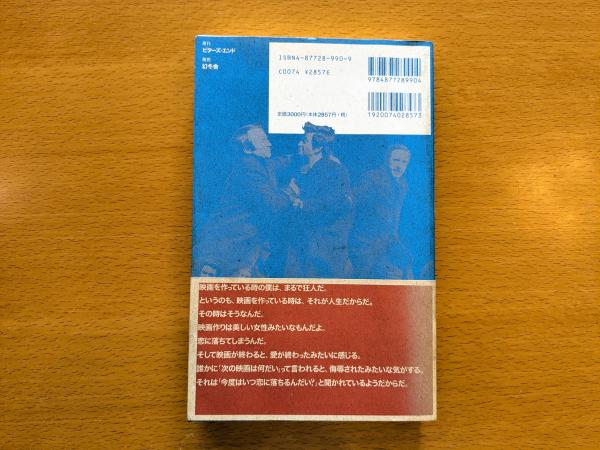 発行
ビターズ・エンド
発売
幻冬舎
ISBN4-87728-990-9
C0074 ¥2857E
定価3000円(本体2857円+税)
9784877289904
1920074028573
映画を作っている時の僕は、まるで狂人だ。
というのも、映画を作っている時は、それが人生だからだ。
その時はそうなんだ。
映画作りは美しい女性みたいなもんだよ。
恋に落ちてしまうんだ。
そして映画が終わると、愛が終わったみたいに感じる。
誰かに「次の映画は何だい」って言われると、侮辱されたみたいな気がする。
それは「今度はいつ恋に落ちるんだい?」と聞かれているようだからだ。